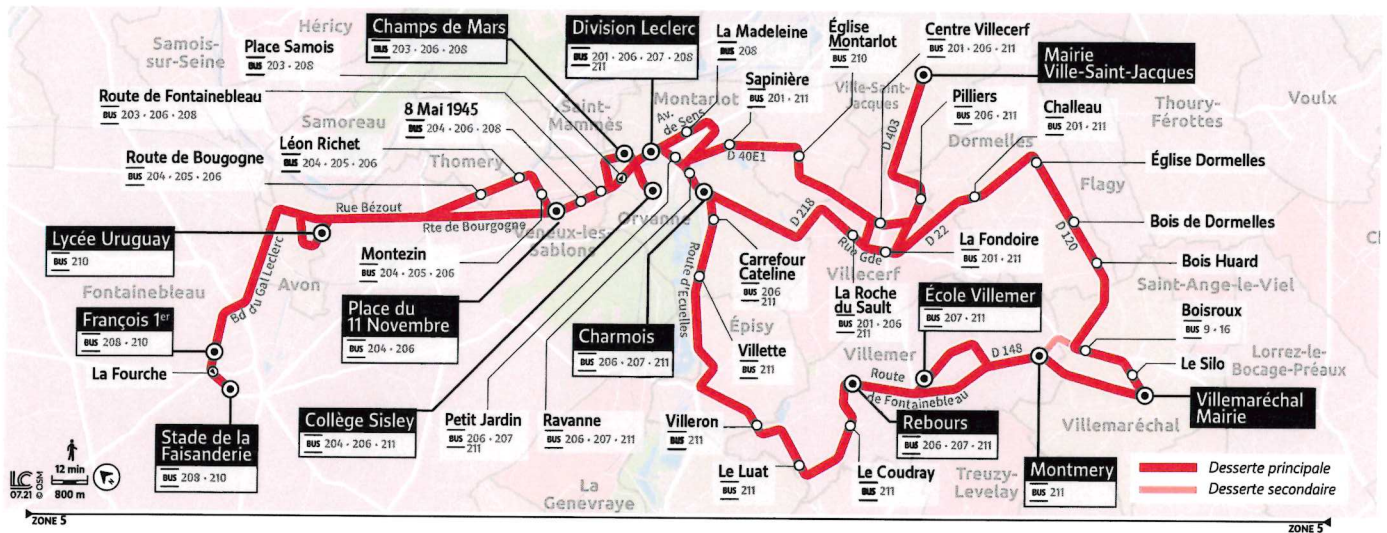 Héricy
Samois-
sur-Seine
Place Samois
BUS 203 · 208
Champs de Mars
BUS 203 · 206 · 208
Division Leclerc
BUS 201 · 206 · 207 · 208
211
La Madeleine
BUS 208
Église
Montarlot
BUS 210
Centre Villecerf
BUS 201 · 206 · 211
Mairie
Ville-Saint-Jacques
Route de Fontainebleau
BUS 203 · 206 · 208
8 Mai 1945
BUS 204 · 206 · 208
Saint-
Mammès
Montarlot
Av. de Sens
Sapinière
BUS 201 · 211
Ville-Saint-
Jacques
D 403
Pilliers
BUS 206 · 211
Challeau
BUS 201 · 211
Thoury-
Férottes
Voulx
Samoreau
Léon Richet
BUS 204 · 205 · 206
Thomery
Route de Bougogne
BUS 204 · 205 · 206
D 40E1
Dormelles
Église Dormelles
Flagy
Rue Bézout
Rte de Bourgogne
Orvanne
Veneux-les-
Sablons
D 218
Rue Gde
D 22
D 120
Bois de Dormelles
Lycée Uruguay
BUS 210
Bd du Gal Leclerc
Avon
Fontainebleau
Montezin
BUS 204 · 205 · 206
Route d'Ecuelles
Carrefour
Cateline
BUS 206
211
Villecerf
La Fondoire
BUS 201 · 211
Bois Huard
Saint-Ange-le-Viel
François 1er
BUS 208 · 210
La Fourche
Place du
11 Novembre
BUS 204 · 206
Charmois
BUS 206 · 207 · 211
Épisy
Villette
BUS 211
La Roche
du Sault
BUS 201 · 206
211
École Villemer
BUS 207 · 211
Boisroux
BUS 9 · 16
Villemer
Route
de Fontainebleau
D 148
Le Silo
Lorrez-le-
Bocage-Préaux
Villemaréchal
Mairie
Villemaréchal
Collège Sisley
BUS 204 · 206 · 211
Petit Jardin
BUS 206 · 207
211
Ravanne
BUS 206 · 207 · 211
Villeron
BUS 211
Rebours
BUS 206 · 207 · 211
Stade de la
Faisanderie
BUS 208 · 210
Le Luat
BUS 211
Le Coudray
BUS 211
Treuzy-
Levelay
Montmery
BUS 211
La
Genevraye
Desserte principale
Desserte secondaire
LC
07.21
© OSM
12 min
800 m
ZONE 5
ZONE 5